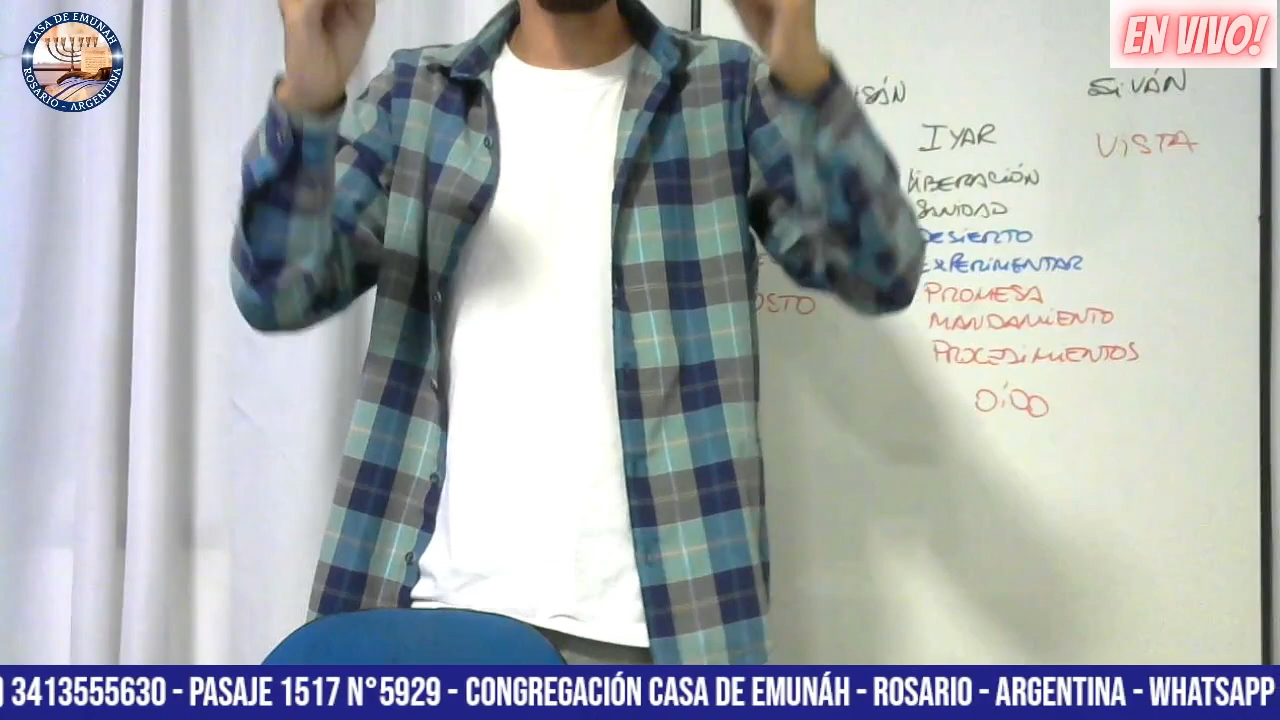 CASA DE EMUNAH
ROSARIO - ARGENTINA
EN VIVO!
SIVÁN
VISTA
IYAR
LIBERACIÓN
SANIDAD
DESIERTO
EXPERIMENTAR
PROMESA
MANDAMIENTO
PROCEDIMIENTOS
OÍDO
) 3413555630 - PASAJE 1517 N°5929 - CONGREGACIÓN CASA DE EMUNÁH - ROSARIO - ARGENTINA - WHATSAPP